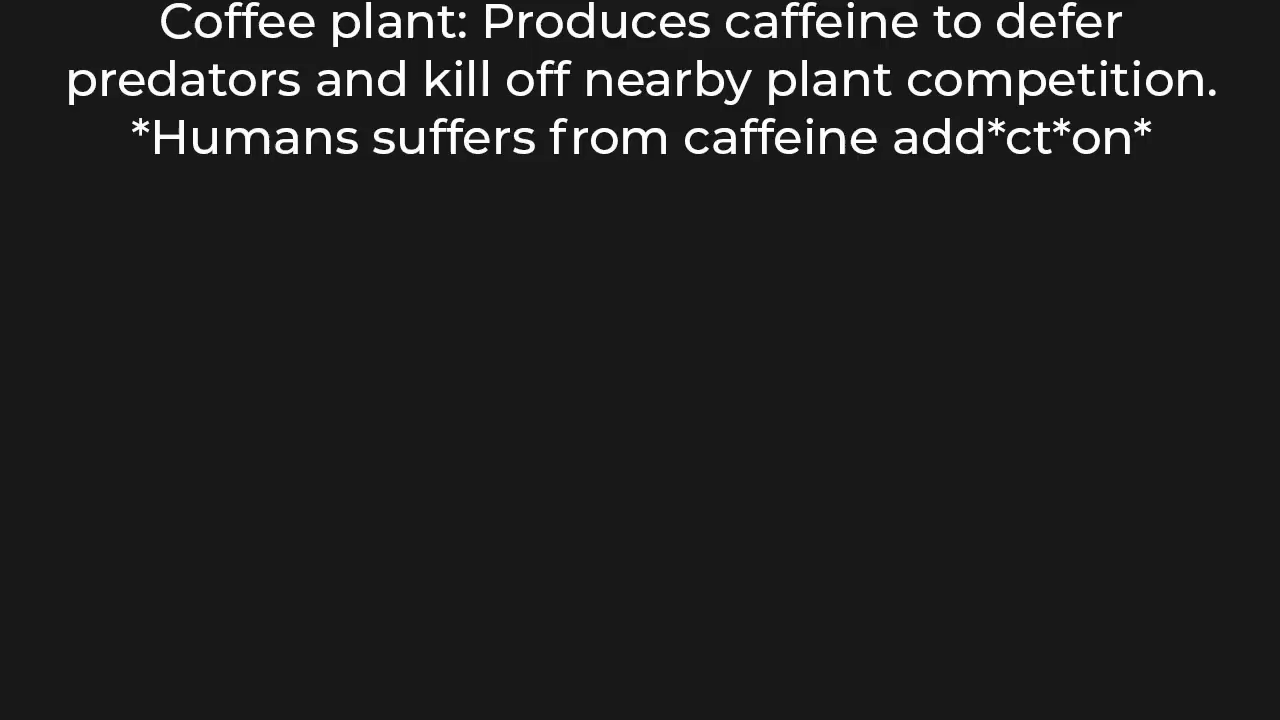 Coffee plant: Produces caffeine to defer
predators and kill off nearby plant competition.
*Humans suffers from caffeine add*ct*on*